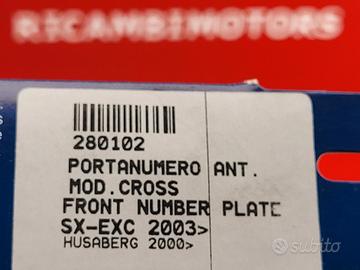 RICAMBIMOTORS
280102
PORTANUMERO ANT.
MOD.CROSS
FRONT NUMBER PLATE
SX-EXC 2003>
HUSABERG 2000>
subito